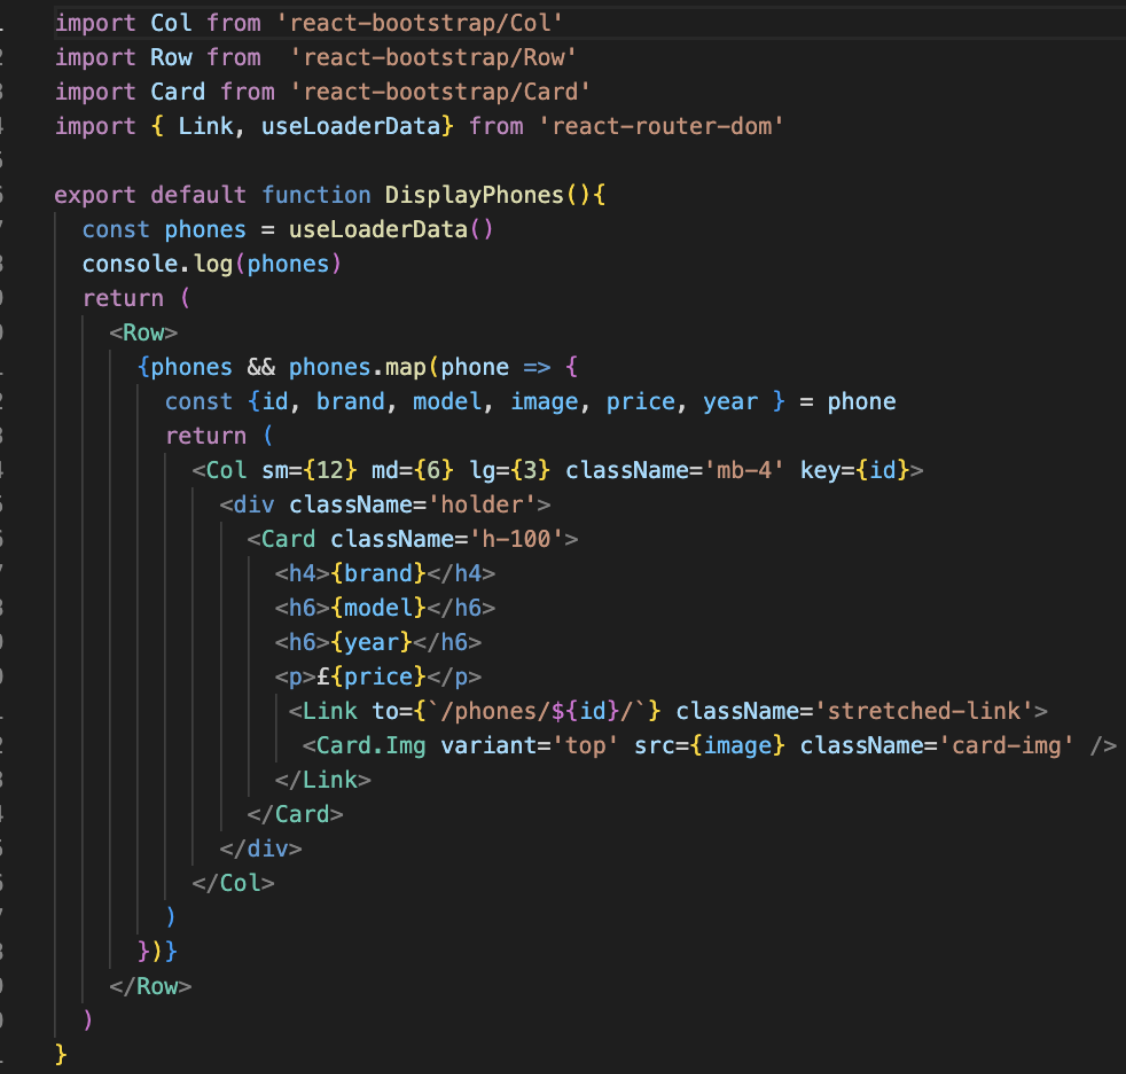 import Col from 'react-bootstrap/Col'
import Row from  'react-bootstrap/Row'
import Card from 'react-bootstrap/Card'
import { Link, useLoaderData} from 'react-router-dom'

export default function DisplayPhones(){
  const phones = useLoaderData()
  console.log(phones)
  return (
    <Row>
      {phones && phones.map(phone => {
        const {id, brand, model, image, price, year } = phone
        return (
          <Col sm={12} md={6} lg={3} className='mb-4' key={id}>
            <div className='holder'>
              <Card className='h-100'>
                <h4>{brand}</h4>
                <h6>{model}</h6>
                <h6>{year}</h6>
                <p>£{price}</p>
                 <Link to={`/phones/${id}/`} className='stretched-link'>
                  <Card.Img variant='top' src={image} className='card-img' />
                </Link>
              </Card>
            </div>
          </Col>
        )
      })}
    </Row>
  )
}